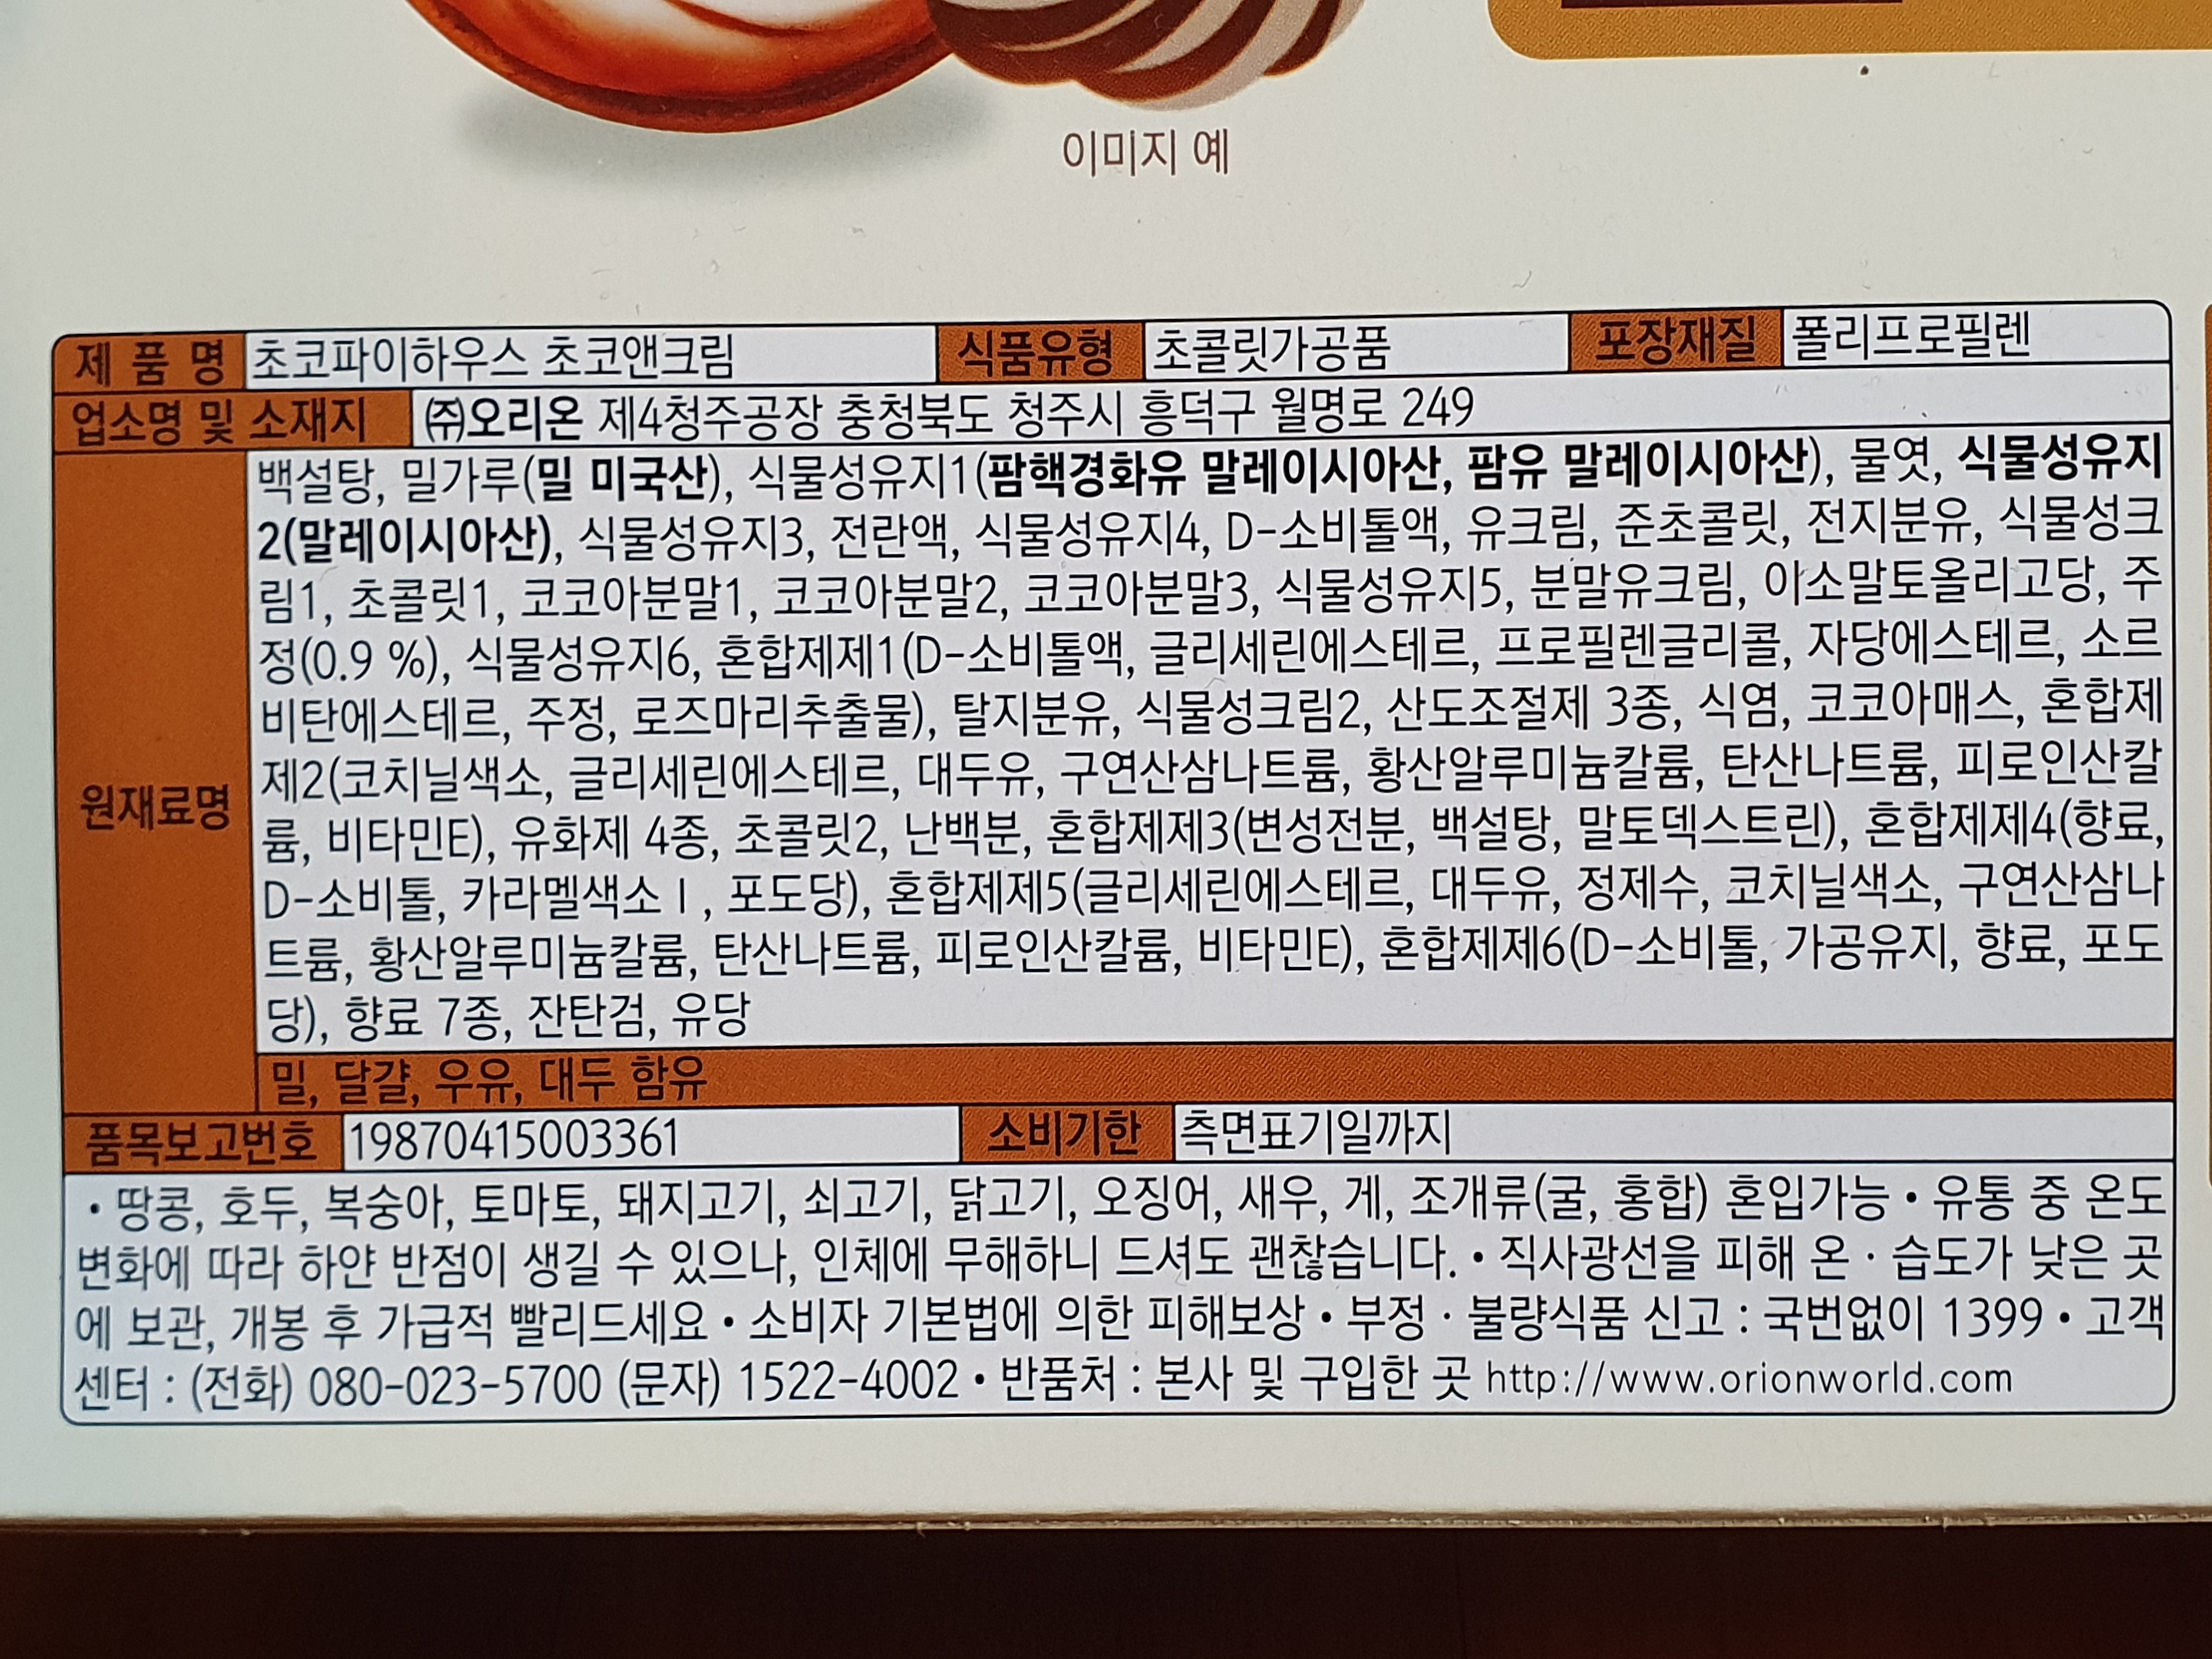 이미지 예
제 품 명 초코파이하우스 초코앤크림 식품유형 초콜릿가공품 포장재질 폴리프로필렌
업소명 및 소재지 ㈜오리온 제4청주공장 충청북도 청주시 흥덕구 월명로 249
원재료명
백설탕, 밀가루(밀 미국산), 식물성유지1(팜핵경화유 말레이시아산, 팜유 말레이시아산), 물엿, 식물성유지
2(말레이시아산), 식물성유지3, 전란액, 식물성유지4, D-소비톨액, 유크림, 준초콜릿, 전지분유, 식물성크
림1, 초콜릿1, 코코아분말1, 코코아분말2, 코코아분말3, 식물성유지5, 분말유크림, 이소말토올리고당, 주
정(0.9 %), 식물성유지6, 혼합제제1(D-소비톨액, 글리세린에스테르, 프로필렌글리콜, 자당에스테르, 소르
비탄에스테르, 주정, 로즈마리추출물), 탈지분유, 식물성크림2, 산도조절제 3종, 식염, 코코아매스, 혼합제
제2(코치닐색소, 글리세린에스테르, 대두유, 구연산삼나트륨, 황산알루미늄칼륨, 탄산나트륨, 피로인산칼
륨, 비타민E), 유화제 4종, 초콜릿2, 난백분, 혼합제제3(변성전분, 백설탕, 말토덱스트린), 혼합제제4(향료,
D-소비톨, 카라멜색소Ⅰ, 포도당), 혼합제제5(글리세린에스테르, 대두유, 정제수, 코치닐색소, 구연산삼나
트륨, 황산알루미늄칼륨, 탄산나트륨, 피로인산칼륨, 비타민E), 혼합제제6(D-소비톨, 가공유지, 향료, 포도
당), 향료 7종, 잔탄검, 유당
밀, 달걀, 우유, 대두 함유
품목보고번호 19870415003361 소비기한 측면표기일까지
• 땅콩, 호두, 복숭아, 토마토, 돼지고기, 쇠고기, 닭고기, 오징어, 새우, 게, 조개류(굴, 홍합) 혼입가능 • 유통 중 온도
변화에 따라 하얀 반점이 생길 수 있으나, 인체에 무해하니 드셔도 괜찮습니다. • 직사광선을 피해 온 · 습도가 낮은 곳
에 보관, 개봉 후 가급적 빨리드세요 • 소비자 기본법에 의한 피해보상 • 부정 · 불량식품 신고 : 국번없이 1399 • 고객
센터 : (전화) 080-023-5700 (문자) 1522-4002 • 반품처 : 본사 및 구입한 곳 http://www.orionworld.com